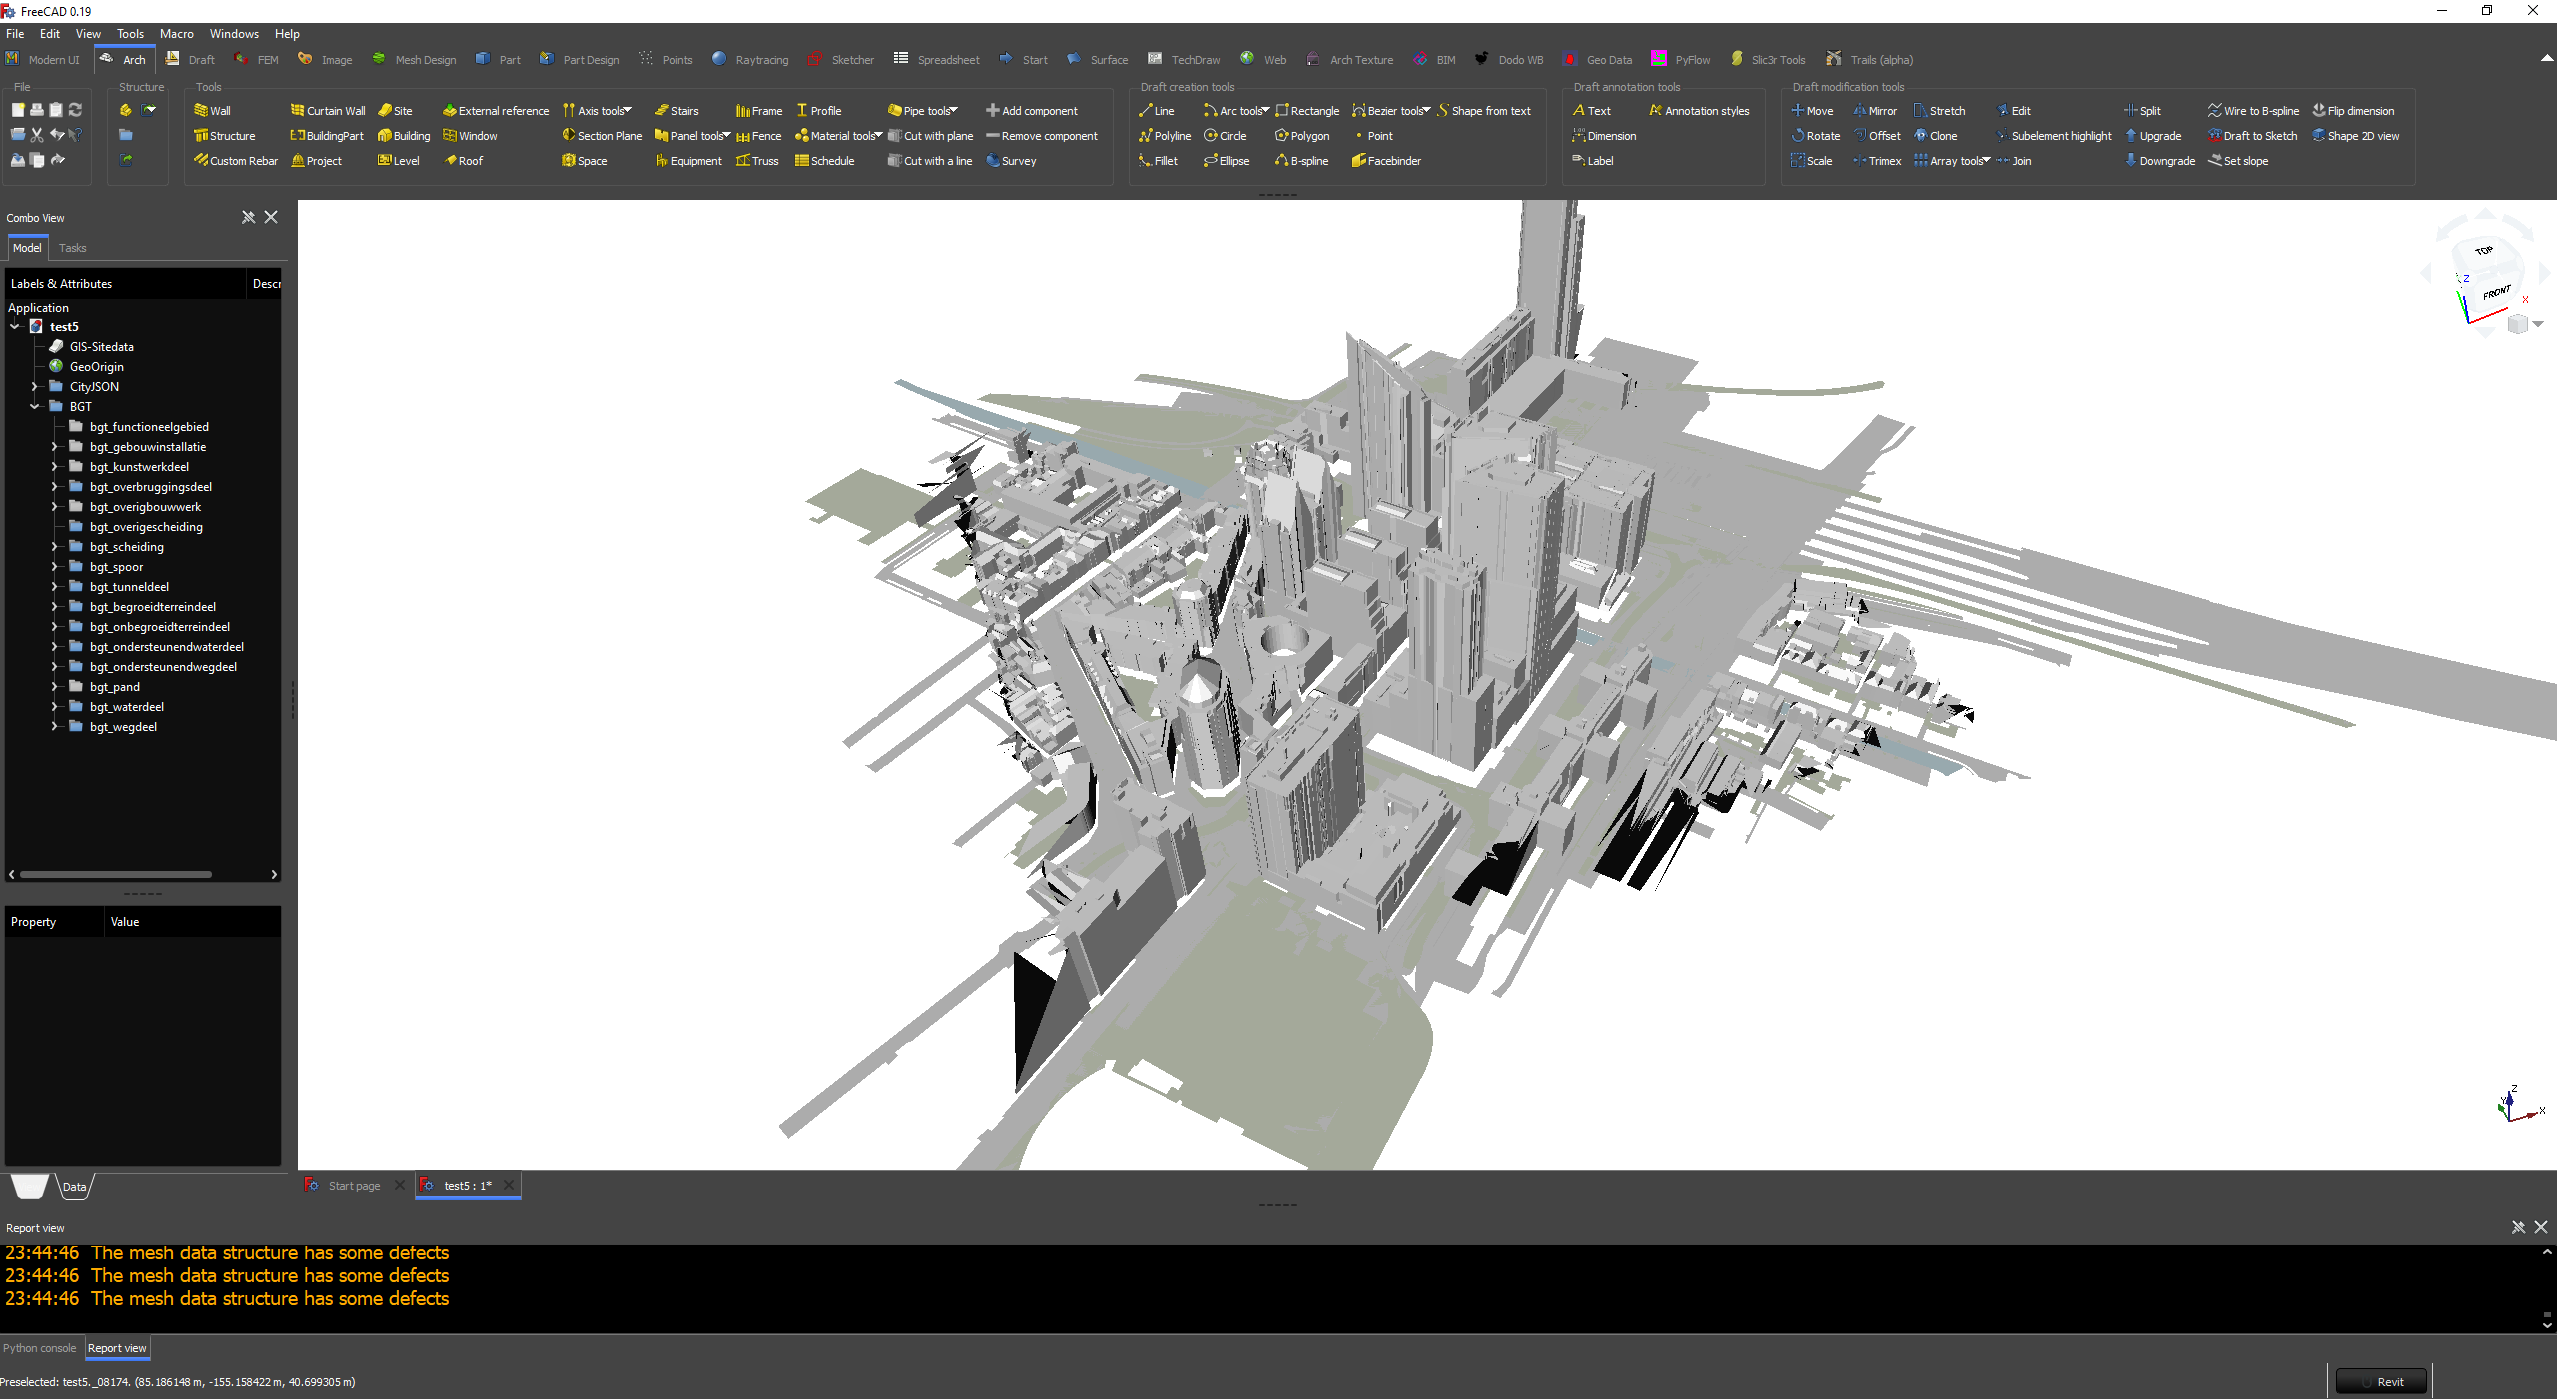 FreeCAD 0.19
File Edit View Tools Macro Windows Help
Modern UI Arch Draft FEM Image Mesh Design Part Part Design Points Raytracing Sketcher Spreadsheet Start Surface TechDraw Web Arch Texture BIM Dodo WB Geo Data PyFlow Slic3r Tools Trails (alpha)
File Structure Tools Draft creation tools Draft annotation tools Draft modification tools
Wall Curtain Wall Site External reference Axis tools Stairs Frame Profile Pipe tools Add component Line Arc tools Rectangle Bezier tools Shape from text Text Annotation styles Move Mirror Stretch Edit Split Wire to B-spline Flip dimension
Structure BuildingPart Building Window Section Plane Panel tools Fence Material tools Cut with plane Remove component Polyline Circle Polygon Point Dimension Rotate Offset Clone Subelement highlight Upgrade Draft to Sketch Shape 2D view
Custom Rebar Project Level Roof Space Equipment Truss Schedule Cut with a line Survey Fillet Ellipse B-spline Facebinder Label Scale Trimex Array tools Join Downgrade Set slope
Combo View
Model Tasks
Labels & Attributes Descr
Application
test5
GIS-Sitedata
GeoOrigin
CityJSON
BGT
bgt_functioneelgebied
bgt_gebouwinstallatie
bgt_kunstwerkdeel
bgt_overbruggingsdeel
bgt_overigbouwwerk
bgt_overigescheiding
bgt_scheiding
bgt_spoor
bgt_tunneldeel
bgt_begroeidterreindeel
bgt_onbegroeidterreindeel
bgt_ondersteunendwaterdeel
bgt_ondersteunendwegdeel
bgt_pand
bgt_waterdeel
bgt_wegdeel
TOP
Z
FRONT
X
Property Value
Z
Y
X
Data
Start page test5 : 1*
Report view
23:44:46 The mesh data structure has some defects
23:44:46 The mesh data structure has some defects
23:44:46 The mesh data structure has some defects
Python console Report view
Preselected: test5._08174. (85.186148 m, -155.158422 m, 40.699305 m)
Revit